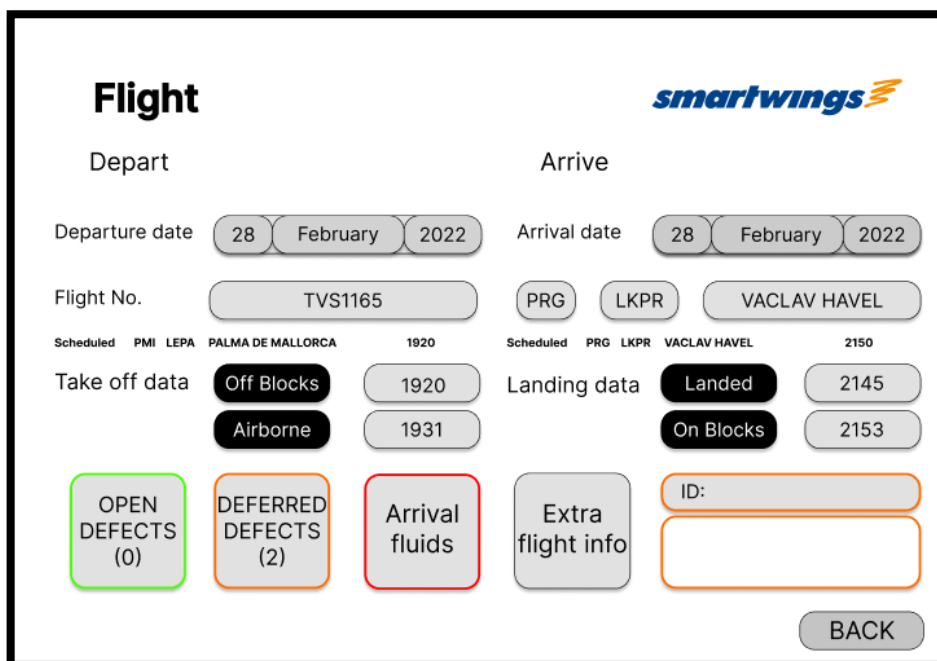 Flight
smartwings
Depart
Arrive
Departure date 28 February 2022
Arrival date 28 February 2022
Flight No. TVS1165
PRG LKPR VACLAV HAVEL
Scheduled PMI LEPA PALMA DE MALLORCA 1920
Scheduled PRG LKPR VACLAV HAVEL 2150
Take off data Off Blocks 1920
Airborne 1931
Landing data Landed 2145
On Blocks 2153
OPEN
DEFECTS
(0)
DEFERRED
DEFECTS
(2)
Arrival
fluids
Extra
flight info
ID:
BACK